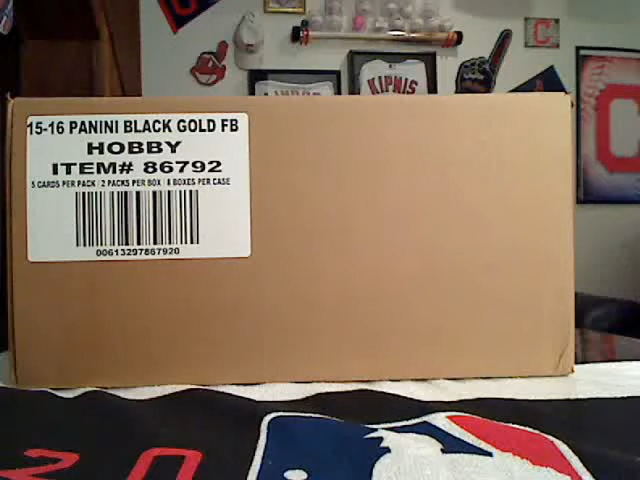 15-16 PANINI BLACK GOLD FB
HOBBY
ITEM# 86792
5 CARDS PER PACK / 2 PACKS PER BOX / 8 BOXES PER CASE
00613297867920
KIPNIS
C
C
20